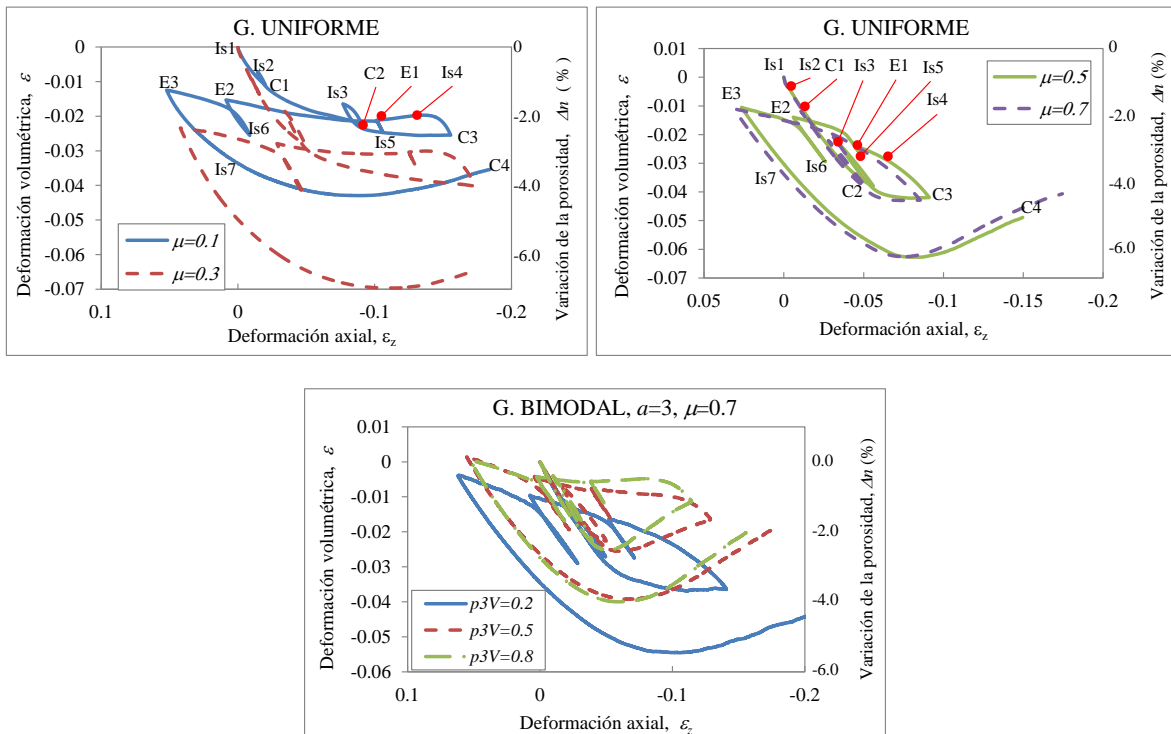 G. UNIFORME
Deformación volumétrica, ε
0
-0.01
-0.02
-0.03
-0.04
-0.05
-0.06
-0.07
0
-2.0
-4.0
-6.0
Variación de la porosidad, Δn (%)
Is1
Is2
C1
C2
E1
Is4
E3
E2
Is3
Is6
Is5
C3
Is7
C4
μ=0.1
μ=0.3
0.1
0
-0.1
-0.2
Deformación axial, εz
G. UNIFORME
Deformación volumétrica, ε
0.01
0
-0.01
-0.02
-0.03
-0.04
-0.05
-0.06
-0.07
0
-2.0
-4.0
-6.0
Variación de la porosidad, Δn (%)
Is1
Is2
C1
Is3
E1
Is5
Is4
E3
E2
Is6
Is7
C2
C3
C4
μ=0.5
μ=0.7
0.05
0
-0.05
-0.1
-0.15
-0.2
Deformación axial, εz
G. BIMODAL, a=3, μ=0.7
Deformación volumétrica, ε
0.01
0
-0.01
-0.02
-0.03
-0.04
-0.05
-0.06
0.0
-2.0
-4.0
-6.0
Variación de la porosidad, Δn (%)
p3V=0.2
p3V=0.5
p3V=0.8
0.1
0
-0.1
-0.2
Deformación axial, εz